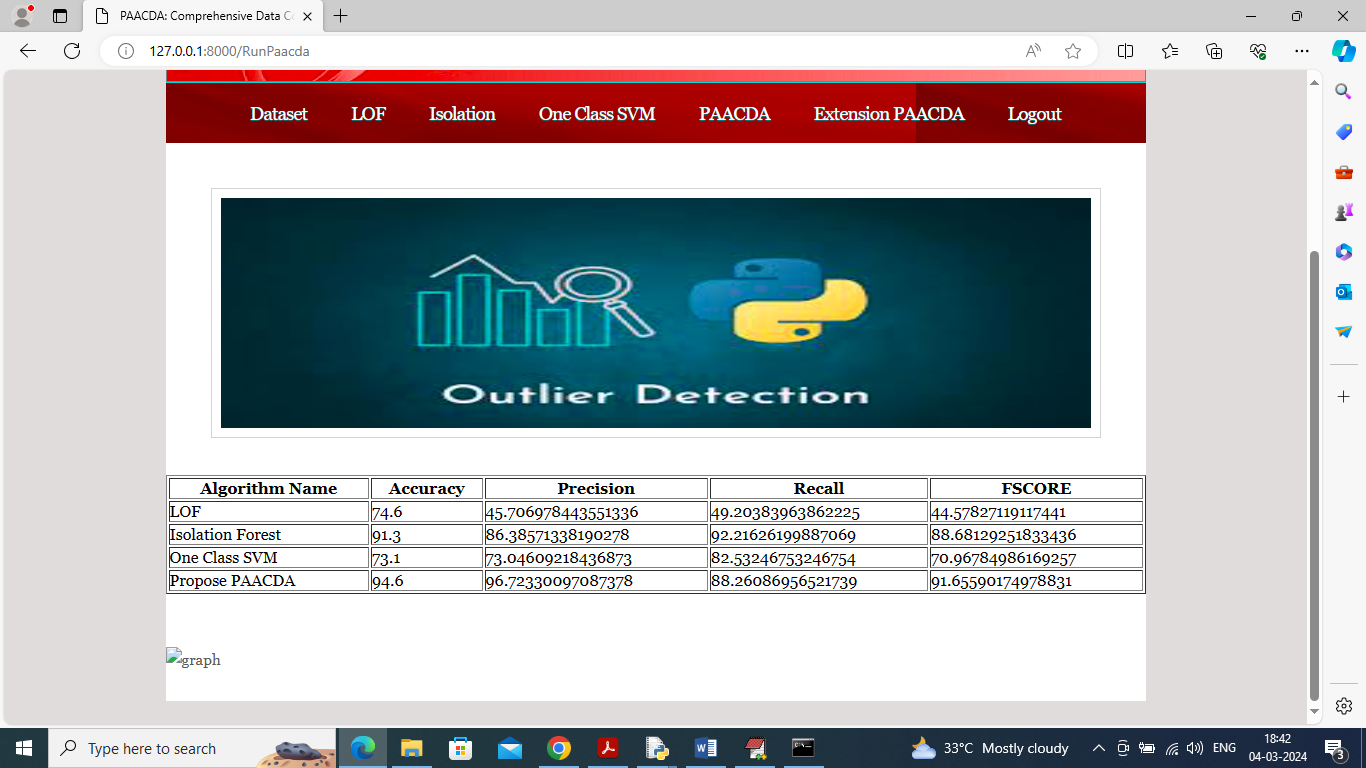 PAACDA: Comprehensive Data C
127.0.0.1:8000/RunPaacda
Dataset LOF Isolation One Class SVM PAACDA Extension PAACDA Logout
Outlier Detection
Algorithm Name Accuracy Precision Recall FSCORE
LOF 74.6 45.706978443551336 49.20383963862225 44.57827119117441
Isolation Forest 91.3 86.38571338190278 92.21626199887069 88.68129251833436
One Class SVM 73.1 73.04609218436873 82.53246753246754 70.96784986169257
Propose PAACDA 94.6 96.72330097087378 88.26086956521739 91.65590174978831
graph
Type here to search 33°C Mostly cloudy ENG 18:42
04-03-2024 3